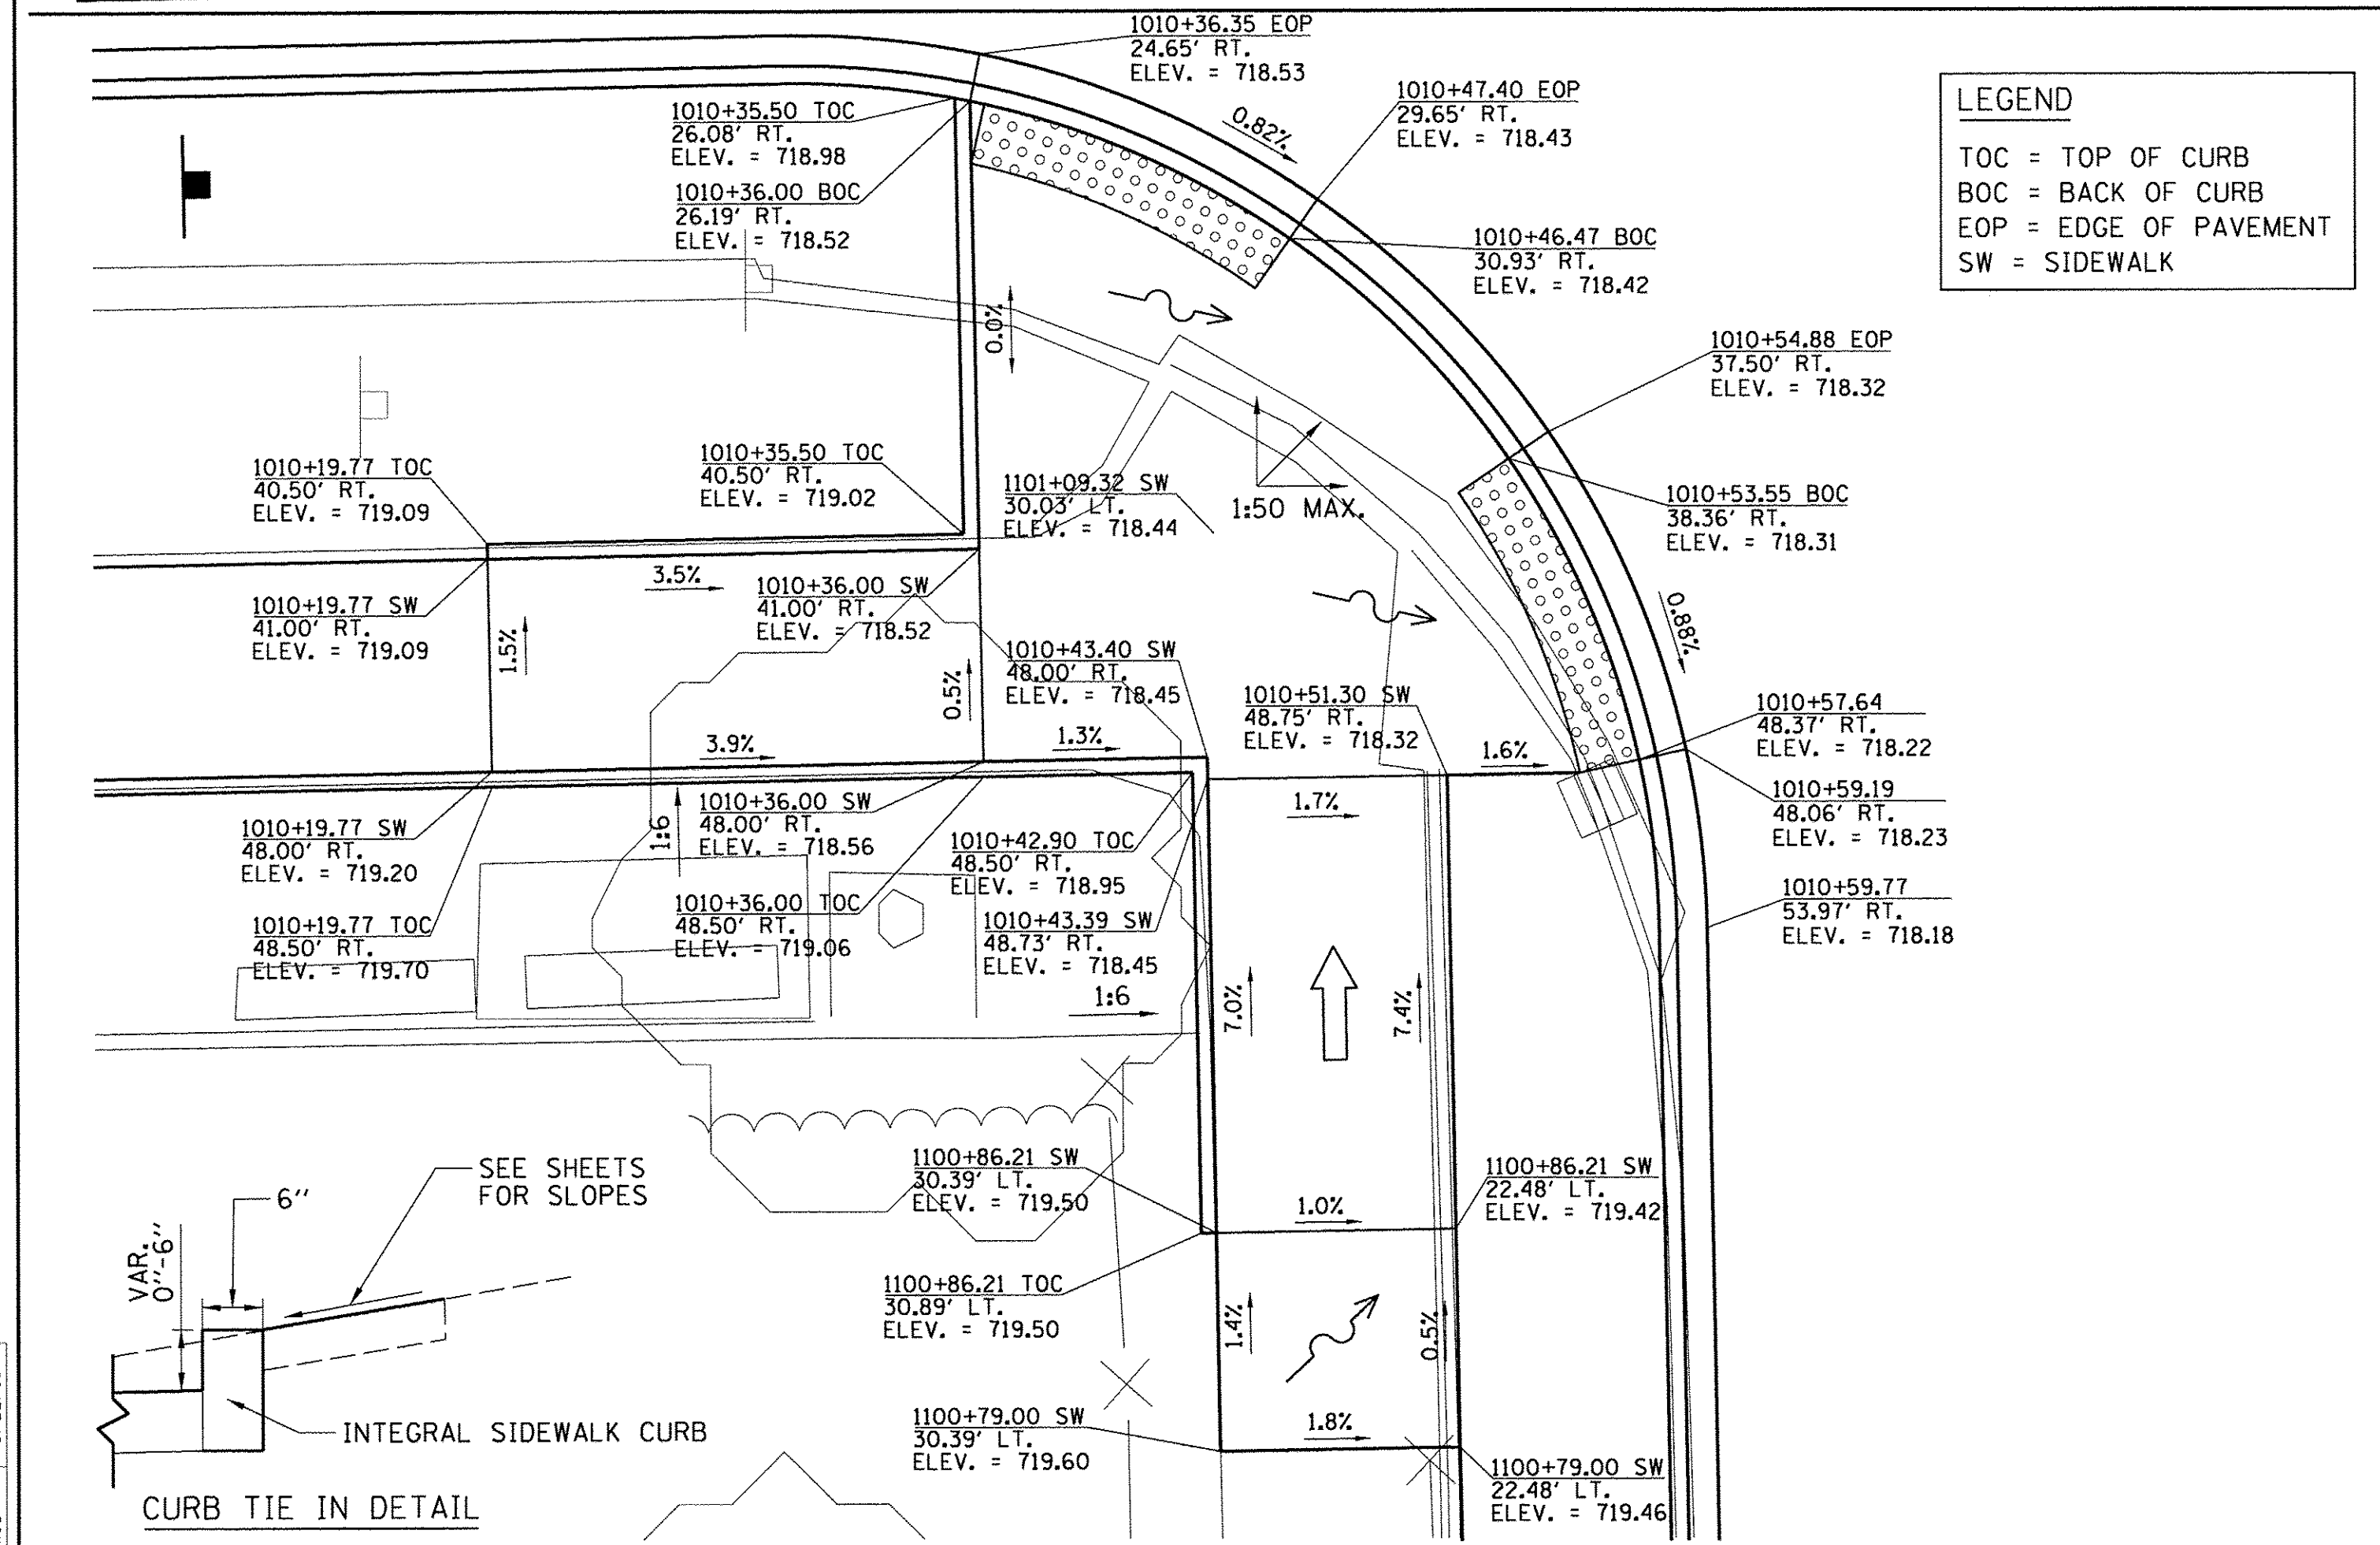 1010+36.35 EOP
24.65' RT.
ELEV. = 718.53
1010+47.40 EOP
29.65' RT.
ELEV. = 718.43
0.82%
LEGEND
TOC = TOP OF CURB
BOC = BACK OF CURB
EOP = EDGE OF PAVEMENT
SW = SIDEWALK
1010+35.50 TOC
26.08' RT.
ELEV. = 718.98
1010+36.00 BOC
26.19' RT.
ELEV. = 718.52
1010+46.47 BOC
30.93' RT.
ELEV. = 718.42
0.0%
1010+54.88 EOP
37.50' RT.
ELEV. = 718.32
1010+19.77 TOC
40.50' RT.
ELEV. = 719.09
1010+35.50 TOC
40.50' RT.
ELEV. = 719.02
1101+09.32 SW
30.03' LT.
ELEV. = 718.44
1:50 MAX.
1010+53.55 BOC
38.36' RT.
ELEV. = 718.31
3.5%
1010+19.77 SW
41.00' RT.
ELEV. = 719.09
1.5%
1010+36.00 SW
41.00' RT.
ELEV. = 718.52
0.5%
0.88%
1010+43.40 SW
48.00' RT.
ELEV. = 718.45
1010+51.30 SW
48.75' RT.
ELEV. = 718.32
1010+57.64
48.37' RT.
ELEV. = 718.22
3.9%
1.3%
1.6%
1.7%
1010+59.19
48.06' RT.
ELEV. = 718.23
1010+19.77 SW
48.00' RT.
ELEV. = 719.20
1:6
1010+36.00 SW
48.00' RT.
ELEV. = 718.56
1010+42.90 TOC
48.50' RT.
ELEV. = 718.95
1010+59.77
53.97' RT.
ELEV. = 718.18
1010+19.77 TOC
48.50' RT.
ELEV. = 719.70
1010+36.00 TOC
48.50' RT.
ELEV. = 719.06
1010+43.39 SW
48.73' RT.
ELEV. = 718.45
1:6
7.0%
7.4%
1100+86.21 SW
30.39' LT.
ELEV. = 719.50
1100+86.21 SW
22.48' LT.
ELEV. = 719.42
1.0%
1100+86.21 TOC
30.89' LT.
ELEV. = 719.50
1.4%
0.5%
1100+79.00 SW
30.39' LT.
ELEV. = 719.60
1.8%
1100+79.00 SW
22.48' LT.
ELEV. = 719.46
SEE SHEETS
FOR SLOPES
6''
VAR.
0''-6''
INTEGRAL SIDEWALK CURB
CURB TIE IN DETAIL